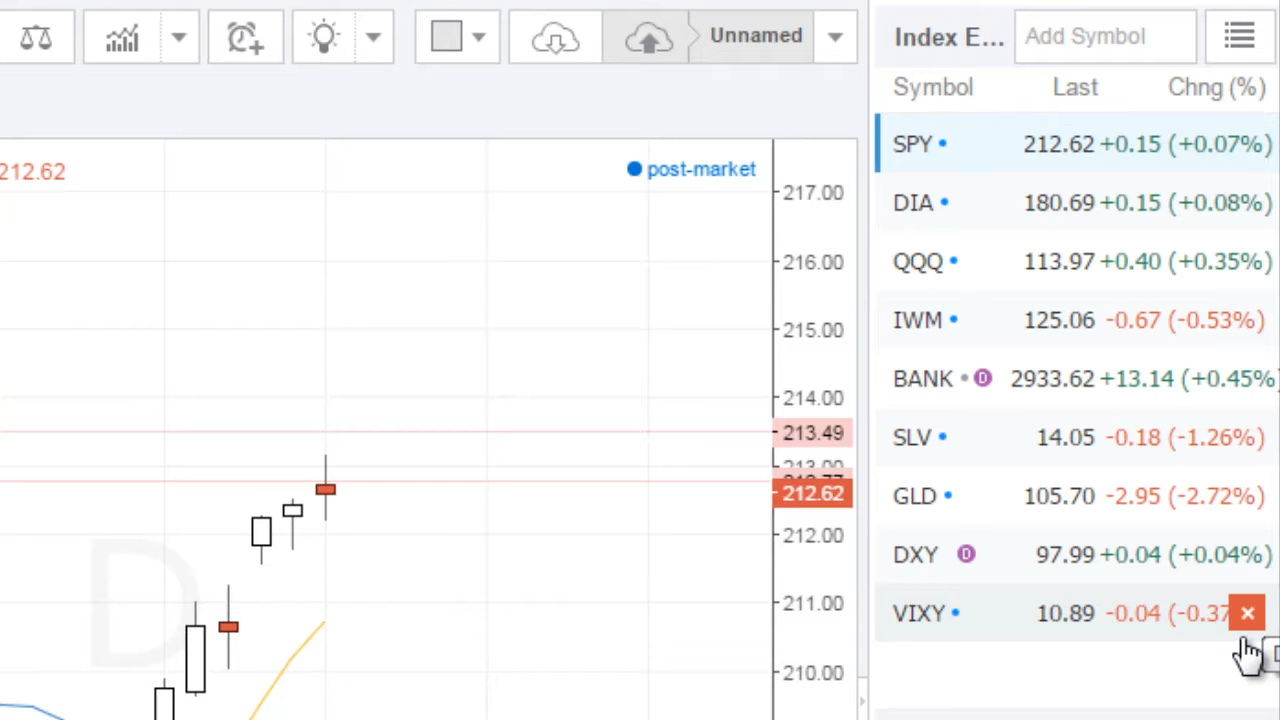 Unnamed
Index E...
Add Symbol
Symbol Last Chng (%)
212.62
post-market
217.00
216.00
215.00
214.00
213.49
213.00
212.62
212.00
211.00
210.00
D
SPY 212.62 +0.15 (+0.07%)
DIA 180.69 +0.15 (+0.08%)
QQQ 113.97 +0.40 (+0.35%)
IWM 125.06 -0.67 (-0.53%)
BANK D 2933.62 +13.14 (+0.45%)
SLV 14.05 -0.18 (-1.26%)
GLD 105.70 -2.95 (-2.72%)
DXY D 97.99 +0.04 (+0.04%)
VIXY 10.89 -0.04 (-0.37